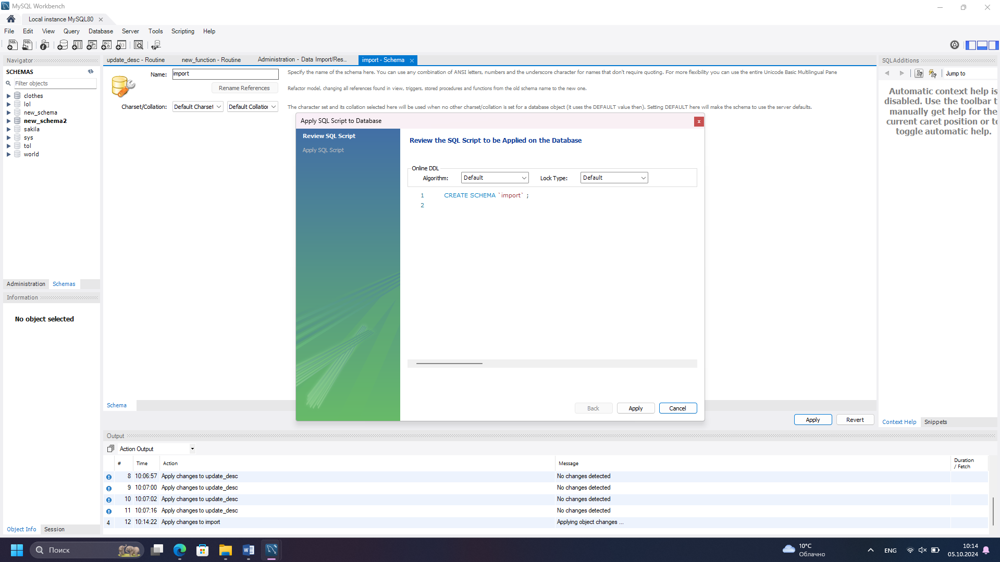 MySQL Workbench
Local instance MySQL80
File Edit View Query Database Server Tools Scripting Help
Navigator
SCHEMAS
Filter objects
clothes
lol
new_schema
new_schema2
sakila
sys
tol
world
Administration Schemas
Information
No object selected
Object Info Session
update_desc - Routine new_function - Routine Administration - Data Import/Res... import - Schema
Name: import
Specify the name of the schema here. You can use any combination of ANSI letters, numbers and the underscore character for names that don't require quoting. For more flexibility you can use the entire Unicode Basic Multilingual Pane
Rename References
Refactor model, changing all references found in view, triggers, stored procedures and functions from the old schema name to the new one.
Charset/Collation: Default Charset Default Collation
The character set and its collation selected here will be used when no other charset/collation is set for a database object (it uses the DEFAULT value then). Setting DEFAULT here will make the schema to use the server defaults.
Apply SQL Script to Database
Review SQL Script
Apply SQL Script
Review the SQL Script to be Applied on the Database
Online DDL
Algorithm: Default Lock Type: Default
1 CREATE SCHEMA `import` ;
2
Back Apply Cancel
Schema
Apply Revert
SQLAdditions
Jump to
Automatic context help is
disabled. Use the toolbar t
manually get help for the
current caret position or to
toggle automatic help.
Context Help Snippets
Output
Action Output
# Time Action Message Duration / Fetch
8 10:06:57 Apply changes to update_desc No changes detected
9 10:07:00 Apply changes to update_desc No changes detected
10 10:07:02 Apply changes to update_desc No changes detected
11 10:07:16 Apply changes to update_desc No changes detected
4 12 10:14:22 Apply changes to import Applying object changes ...
Поиск
10°C
Облачно
ENG
10:14
05.10.2024